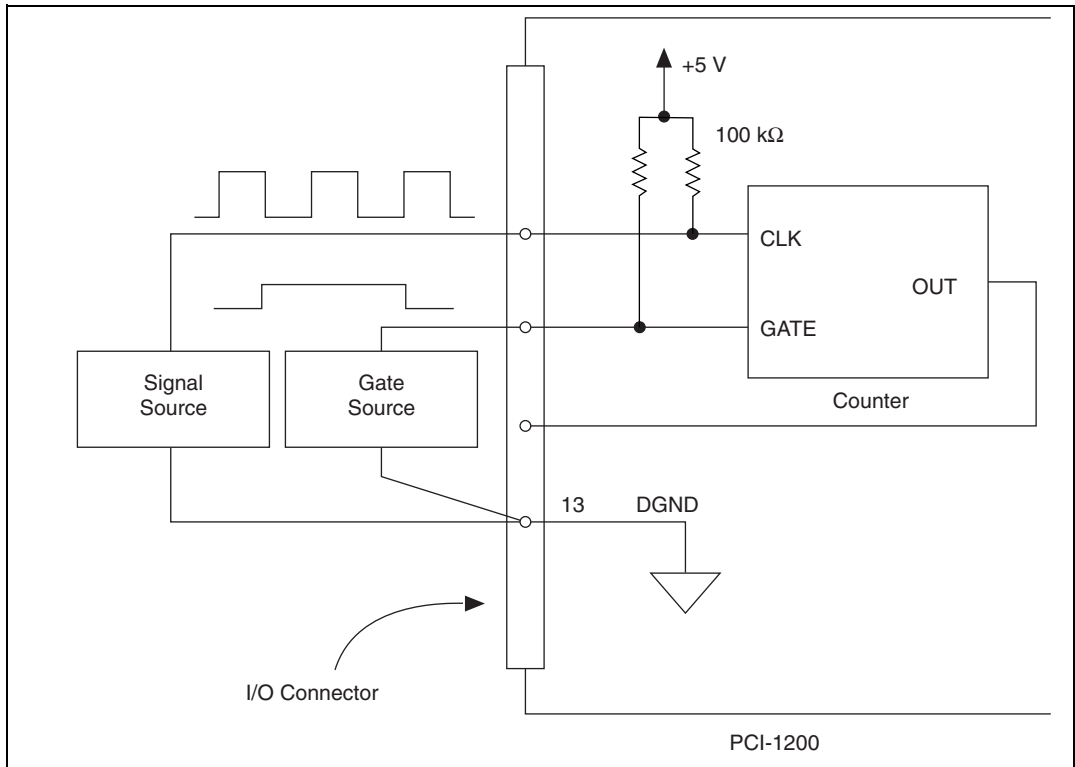 +5 V
100 kΩ
CLK
OUT
GATE
Signal
Source
Gate
Source
Counter
13
DGND
I/O Connector
PCI-1200